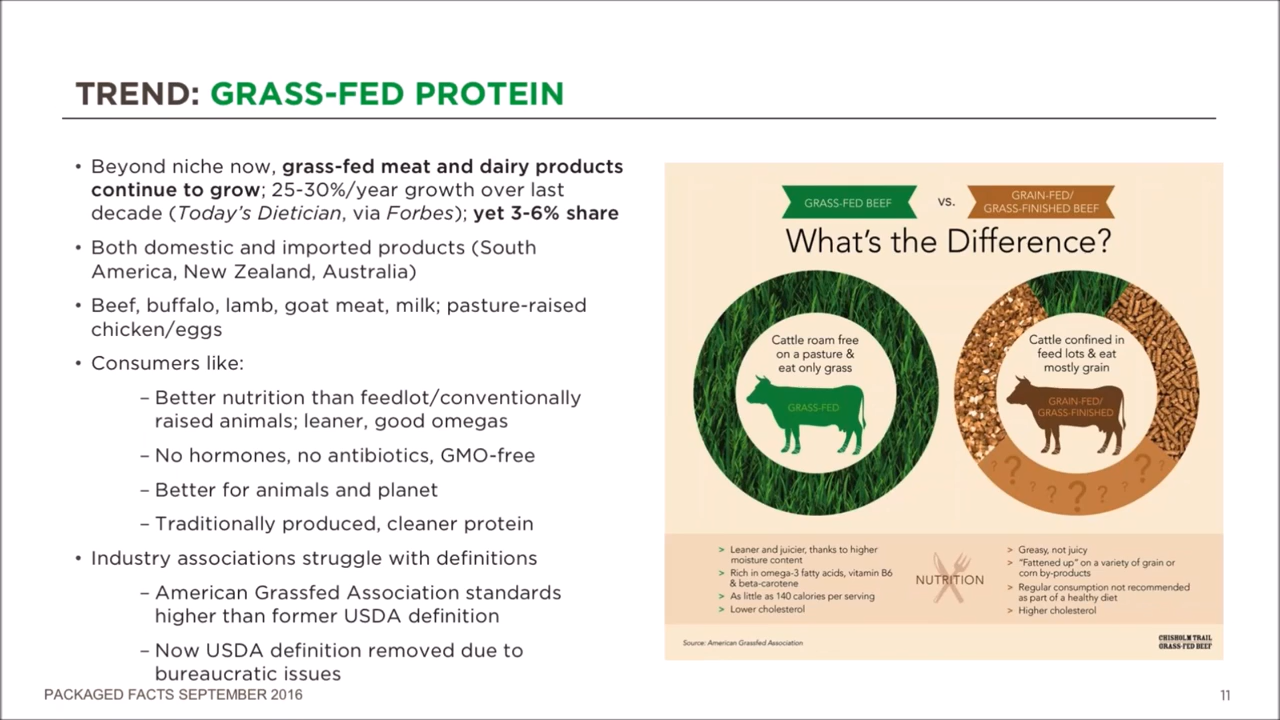 TREND: GRASS-FED PROTEIN
• Beyond niche now, grass-fed meat and dairy products
continue to grow; 25-30%/year growth over last
decade (Today's Dietician, via Forbes); yet 3-6% share
• Both domestic and imported products (South
America, New Zealand, Australia)
• Beef, buffalo, lamb, goat meat, milk; pasture-raised
chicken/eggs
• Consumers like:
– Better nutrition than feedlot/conventionally
raised animals; leaner, good omegas
– No hormones, no antibiotics, GMO-free
– Better for animals and planet
– Traditionally produced, cleaner protein
• Industry associations struggle with definitions
– American Grassfed Association standards
higher than former USDA definition
– Now USDA definition removed due to
bureaucratic issues
GRASS-FED BEEF
vs.
GRAIN-FED/
GRASS-FINISHED BEEF
What's the Difference?
Cattle roam free
on a pasture &
eat only grass
GRASS-FED
Cattle confined in
feed lots & eat
mostly grain
GRAIN-FED/
GRASS-FINISHED
? ? ? ? ? ? ?
> Leaner and juicier, thanks to higher
moisture content
> Rich in omega-3 fatty acids, vitamin B6
& beta-carotene
> As little as 140 calories per serving
> Lower cholesterol
NUTRITION
> Greasy, not juicy
> "Fattened up" on a variety of grain or
corn by-products
> Regular consumption not recommended
as part of a healthy diet
> Higher cholesterol
Source: American Grassfed Association
CHISHOLM TRAIL
GRASS-FED BEEF
PACKAGED FACTS SEPTEMBER 2016
11